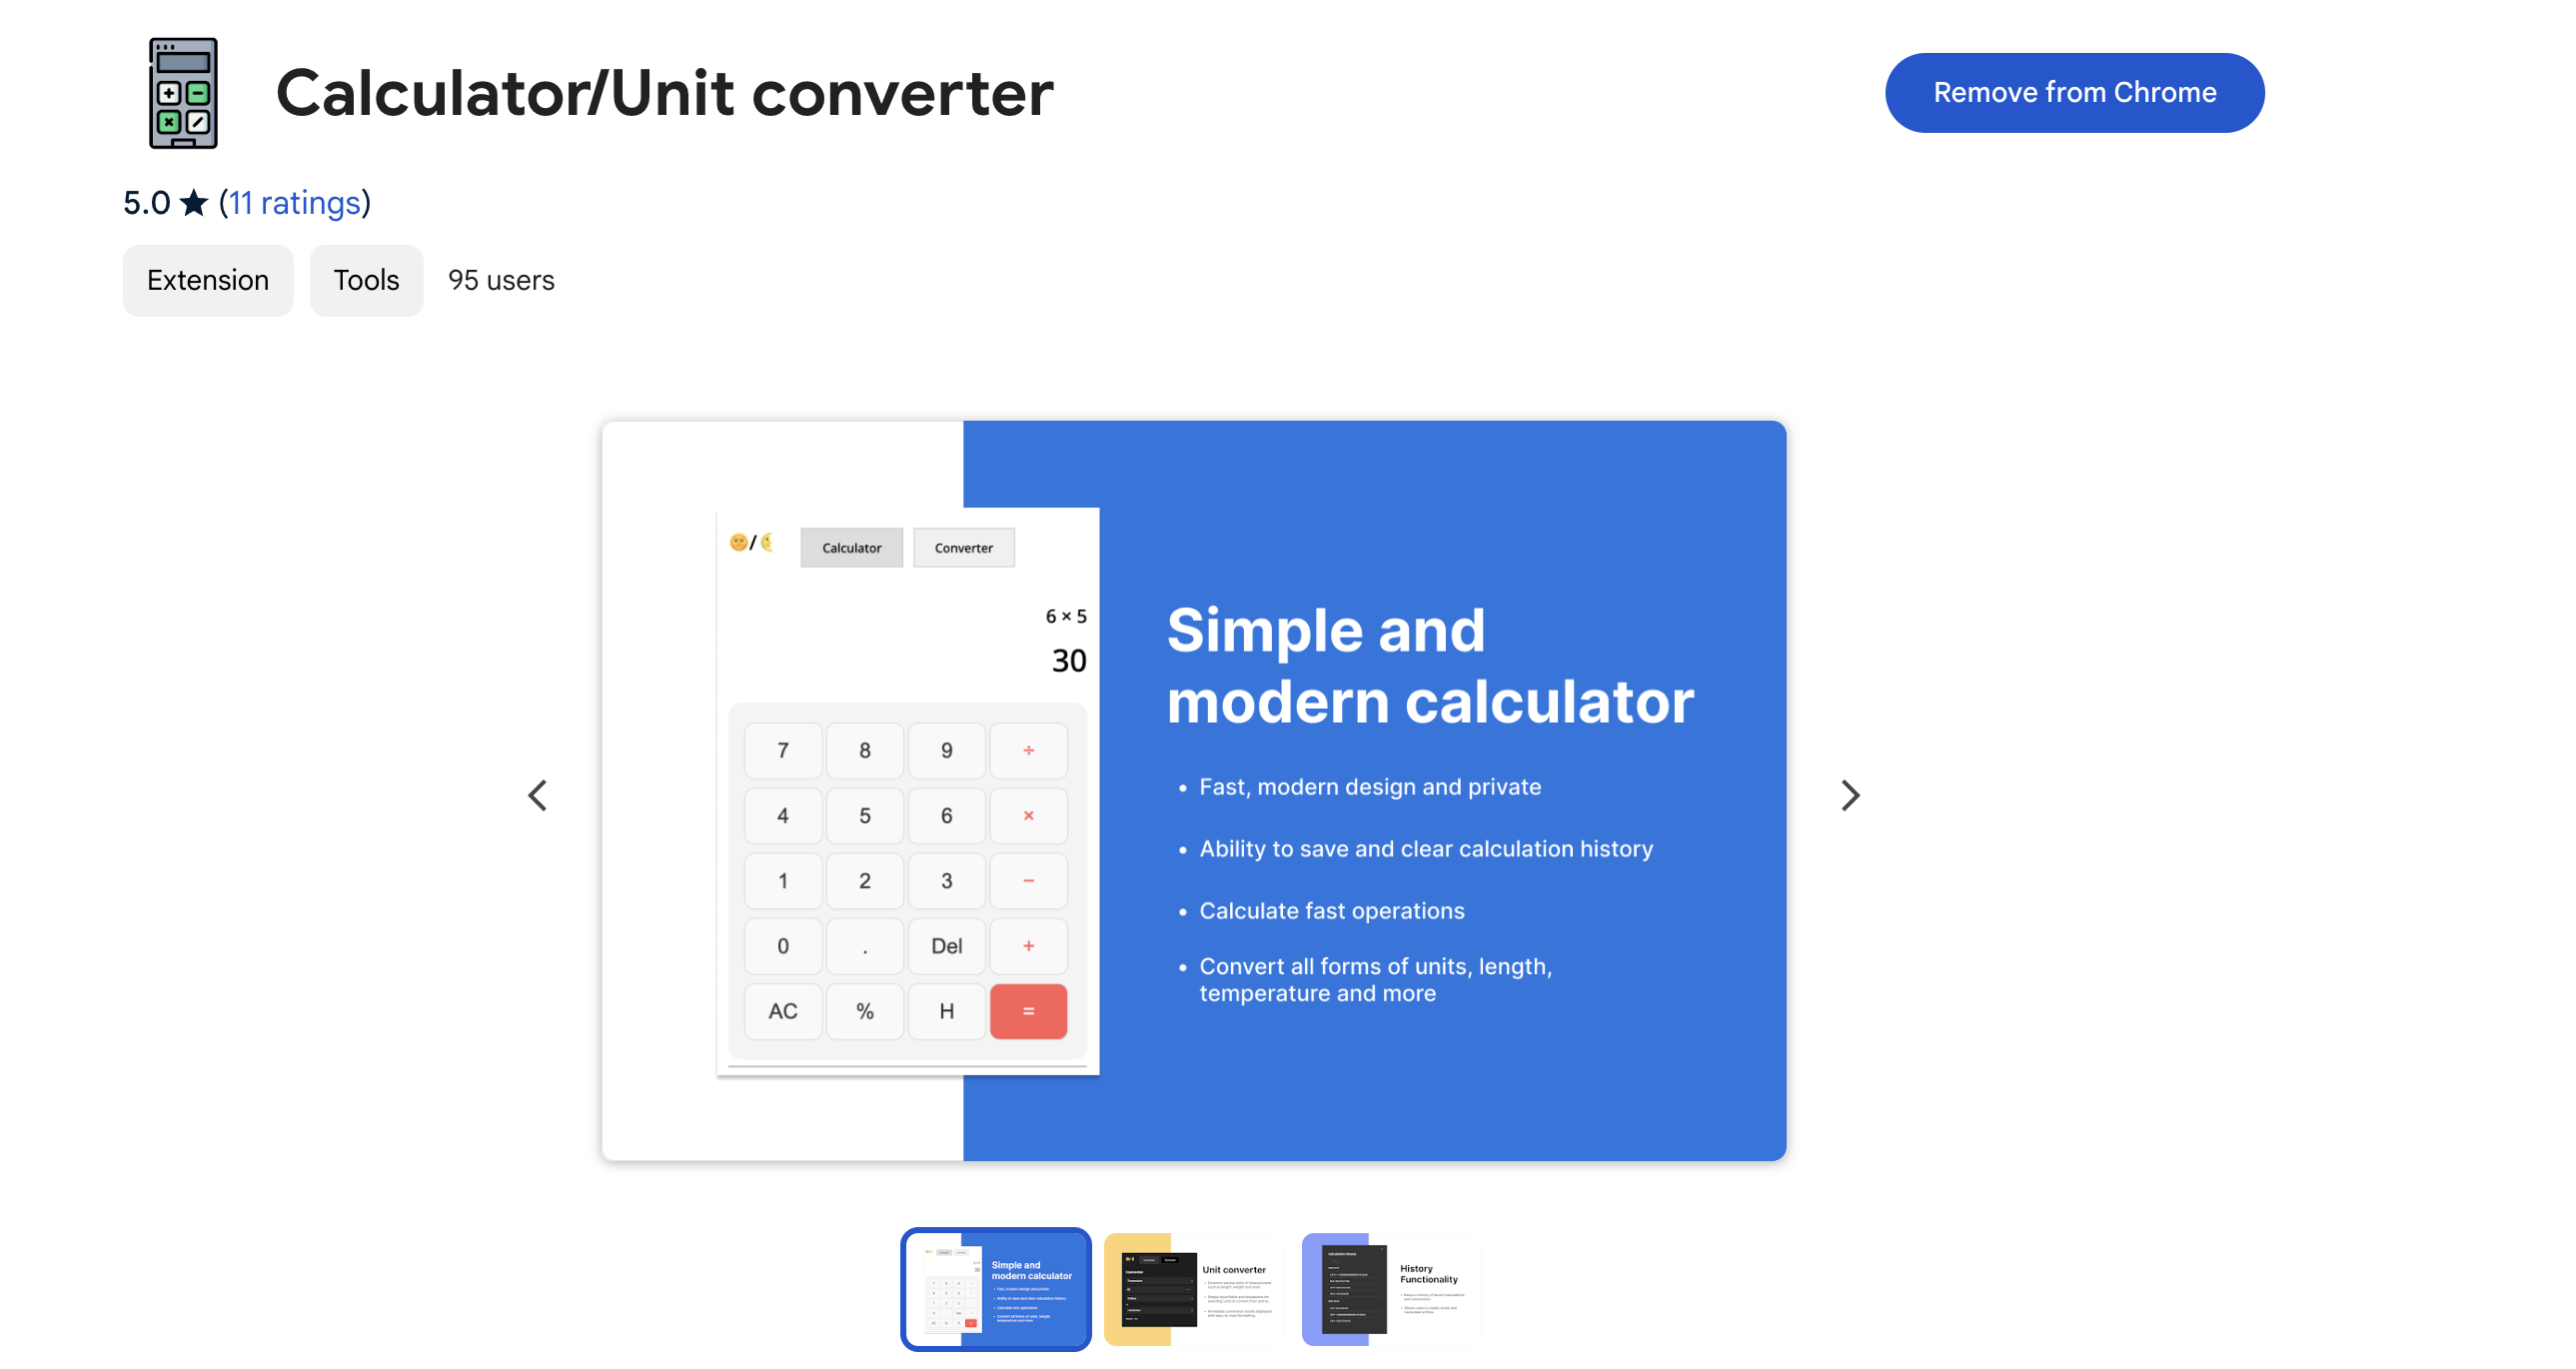 Calculator/Unit converter
Remove from Chrome
5.0 ★ (11 ratings)
Extension
Tools
95 users
Calculator
Converter
6 × 5
30
7 8 9 ÷
4 5 6 ×
1 2 3 −
0 . Del +
AC % H =
Simple and
modern calculator
• Fast, modern design and private
• Ability to save and clear calculation history
• Calculate fast operations
• Convert all forms of units, length,
temperature and more
Simple and
modern calculator
Unit converter
History
Functionality